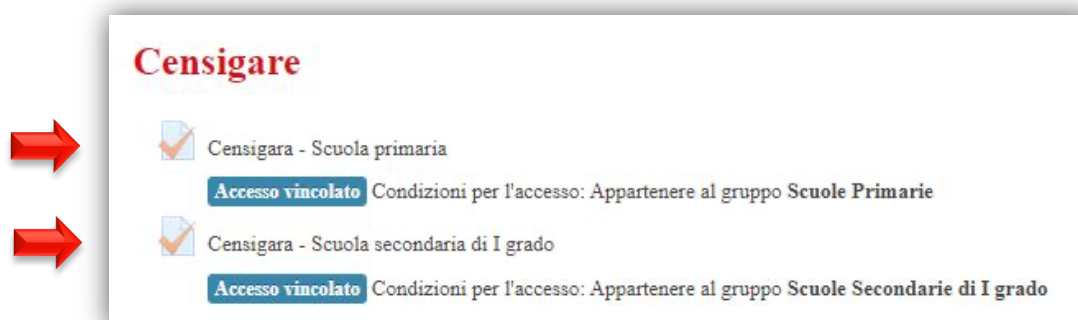 Censigare
Censigara - Scuola primaria
Accesso vincolato Condizioni per l'accesso: Appartenere al gruppo Scuole Primarie
Censigara - Scuola secondaria di I grado
Accesso vincolato Condizioni per l'accesso: Appartenere al gruppo Scuole Secondarie di I grado